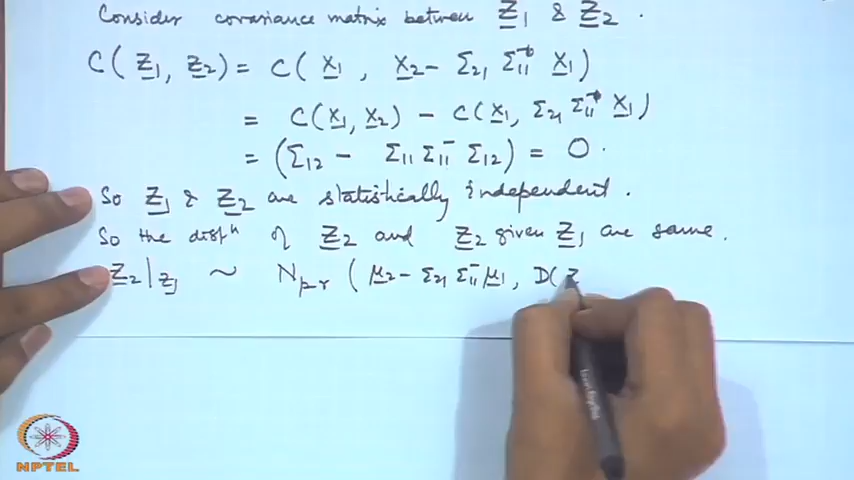 Consider covariance matrix between Z1 & Z2.
C(Z1, Z2) = C(X1, X2 - Σ21 Σ11^- X1)
= C(X1, X2) - C(X1, Σ21 Σ11^- X1)
= (Σ12 - Σ11 Σ11^- Σ12) = 0.
So Z1 & Z2 are statistically independent.
So the dist^n of Z2 and Z2 given Z1 are same.
Z2|Z1 ~ N_{p-r} (μ2 - Σ21 Σ11^- μ1, D(Z
NPTEL